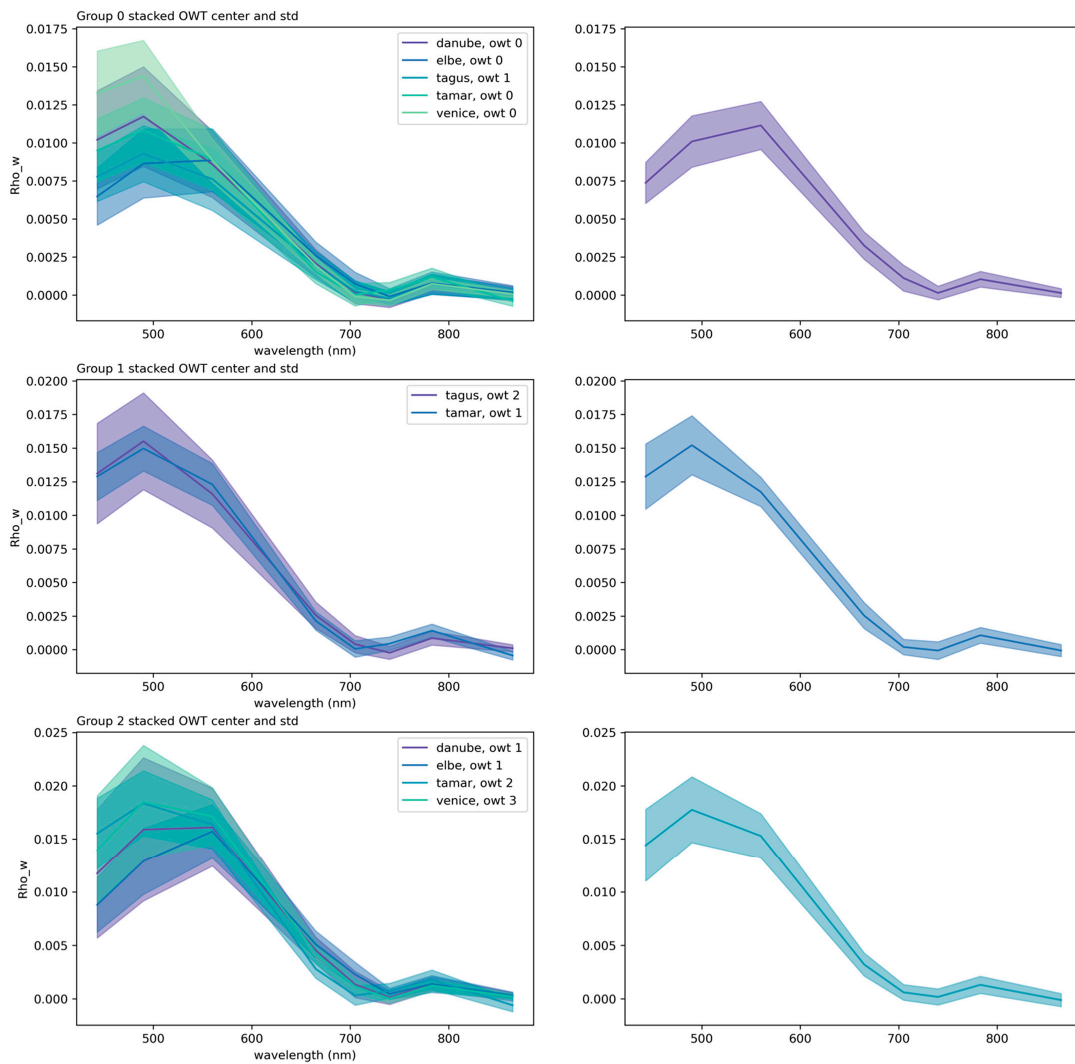 Group 0 stacked OWT center and std
0.0175
0.0150
0.0125
0.0100
0.0075
0.0050
0.0025
0.0000
Rho_w
danube, owt 0
elbe, owt 0
tagus, owt 1
tamar, owt 0
venice, owt 0
500 600 700 800
wavelength (nm)
0.0175
0.0150
0.0125
0.0100
0.0075
0.0050
0.0025
0.0000
500 600 700 800
Group 1 stacked OWT center and std
0.0200
0.0175
0.0150
0.0125
0.0100
0.0075
0.0050
0.0025
0.0000
Rho_w
tagus, owt 2
tamar, owt 1
500 600 700 800
0.0200
0.0175
0.0150
0.0125
0.0100
0.0075
0.0050
0.0025
0.0000
500 600 700 800
Group 2 stacked OWT center and std
0.025
0.020
0.015
0.010
0.005
0.000
Rho_w
danube, owt 1
elbe, owt 1
tamar, owt 2
venice, owt 3
500 600 700 800
wavelength (nm)
0.025
0.020
0.015
0.010
0.005
0.000
500 600 700 800